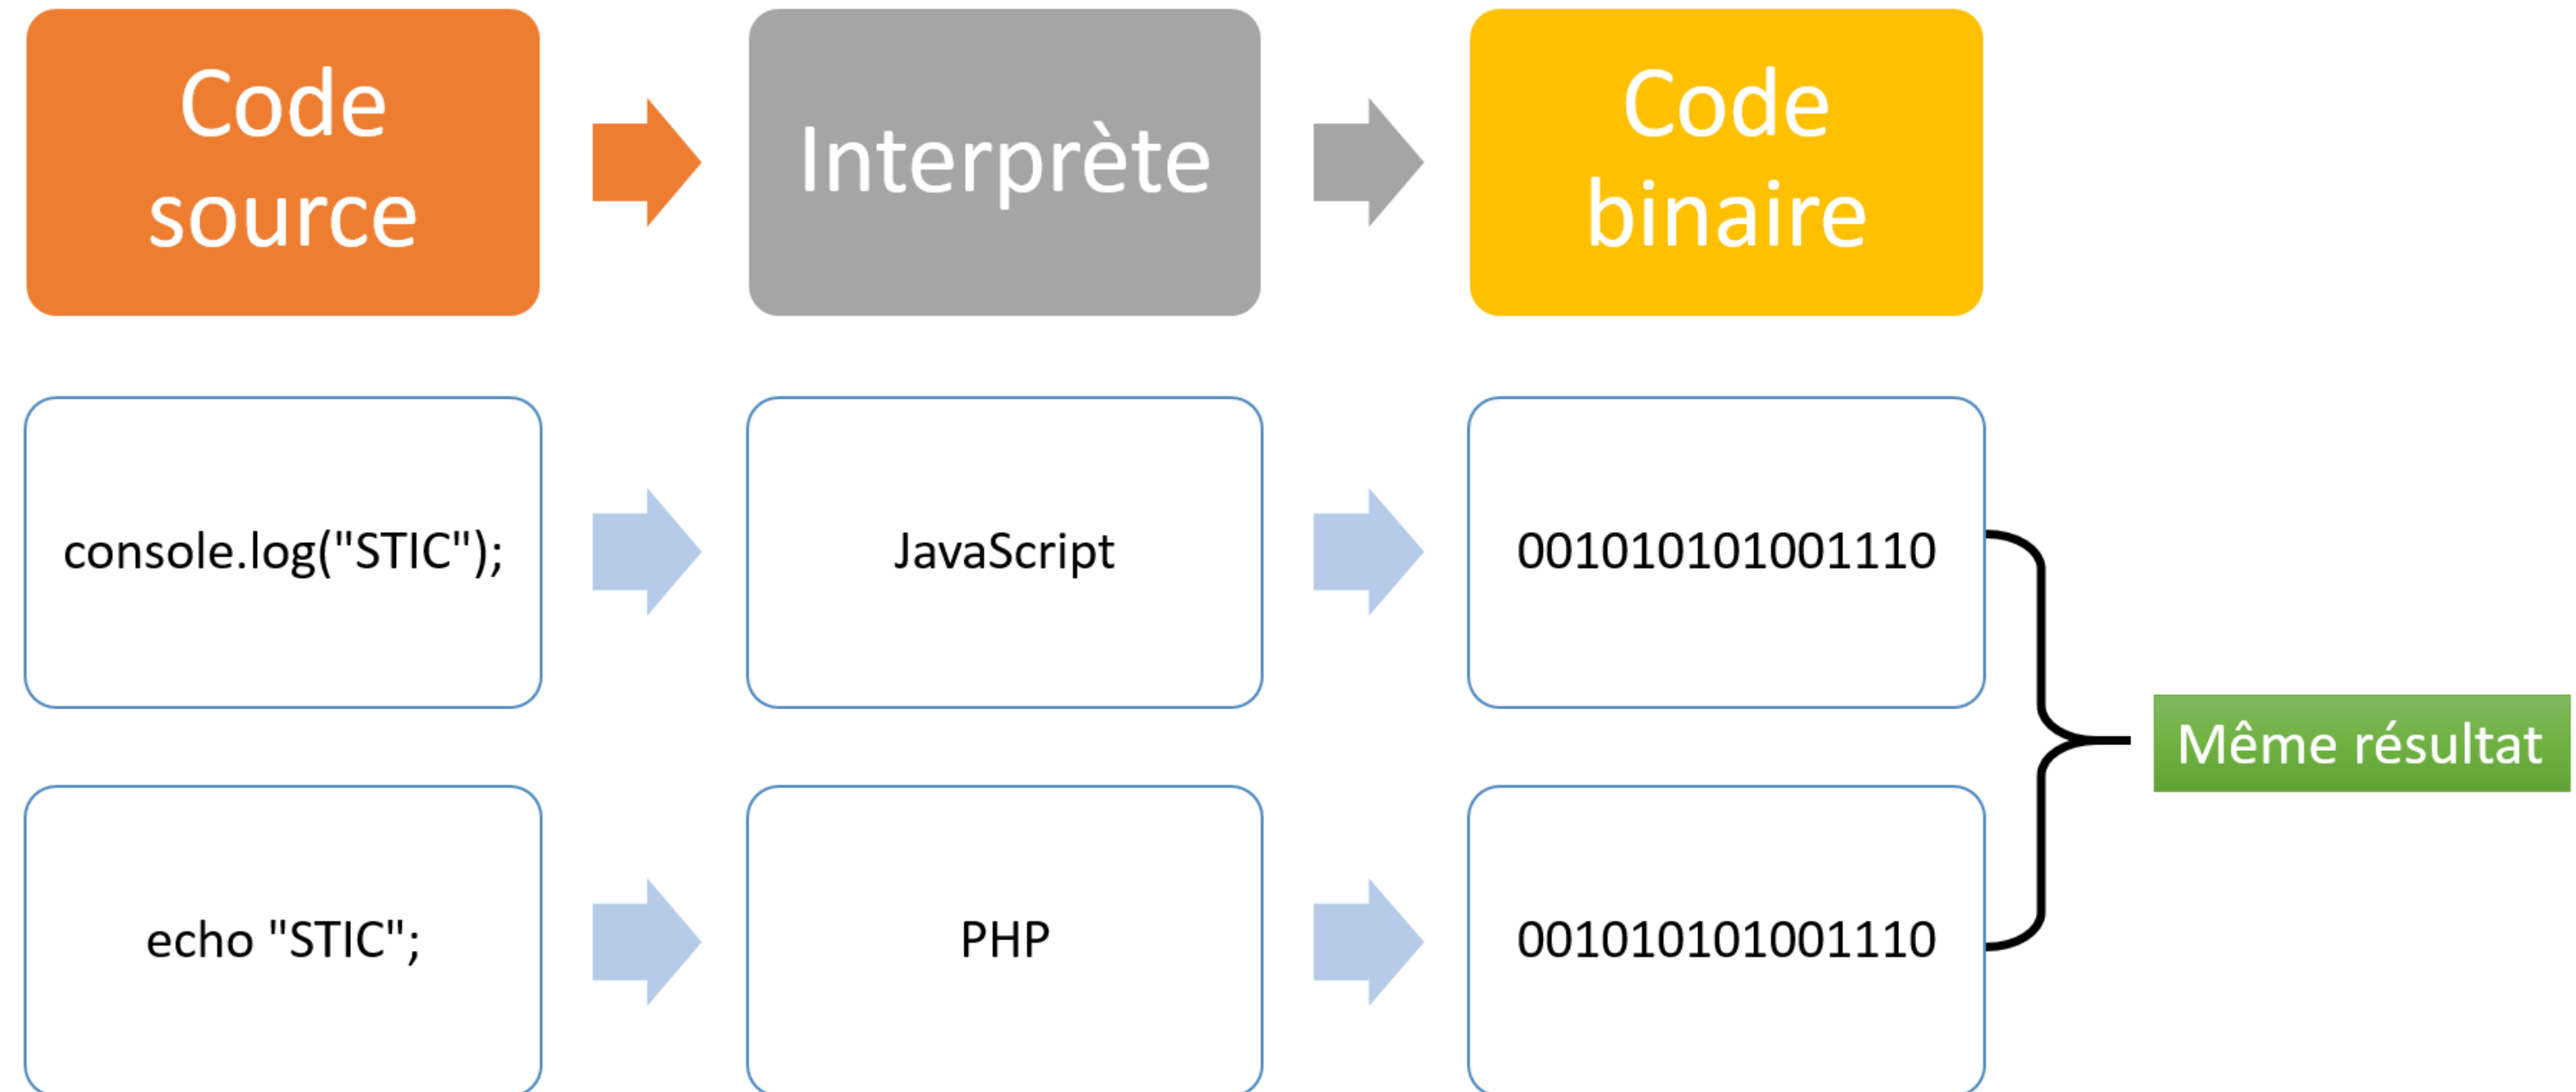 Code
source
Interprète
Code
binaire
console.log("STIC");
JavaScript
001010101001110
echo "STIC";
PHP
001010101001110
Même résultat